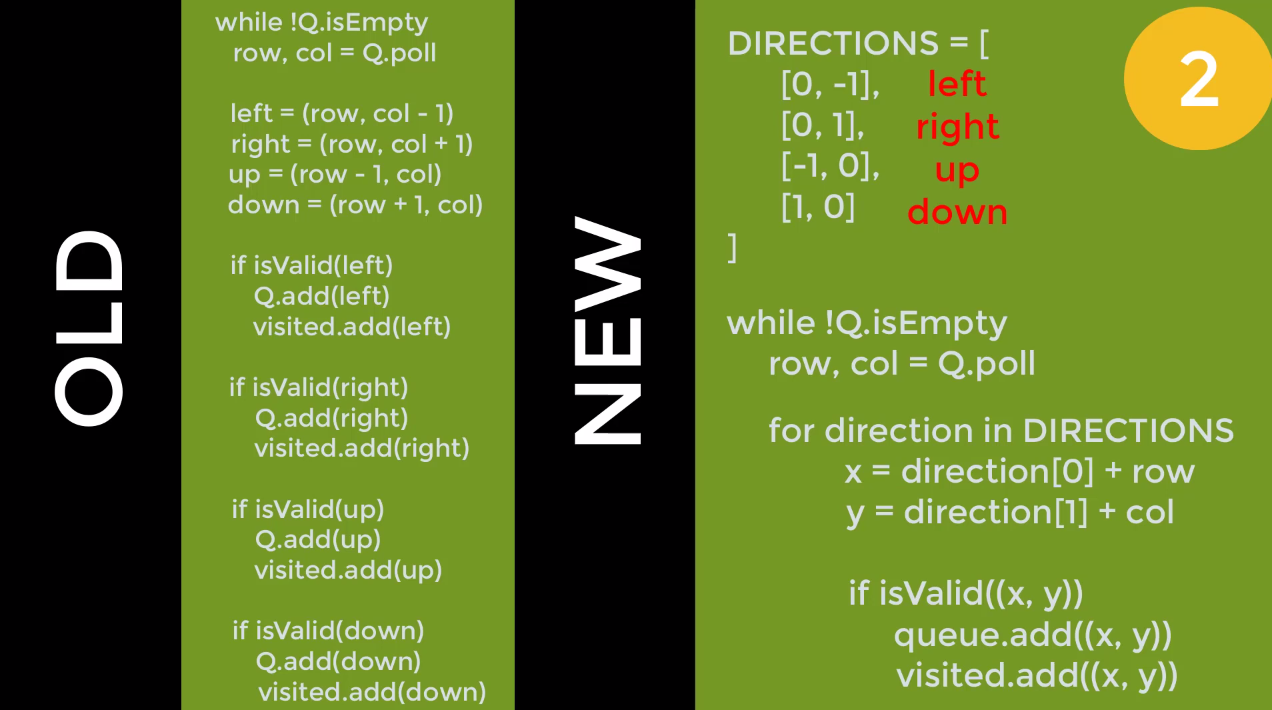 OLD
while !Q.isEmpty
row, col = Q.poll
left = (row, col - 1)
right = (row, col + 1)
up = (row - 1, col)
down = (row + 1, col)
if isValid(left)
Q.add(left)
visited.add(left)
if isValid(right)
Q.add(right)
visited.add(right)
if isValid(up)
Q.add(up)
visited.add(up)
if isValid(down)
Q.add(down)
visited.add(down)
NEW
2
DIRECTIONS = [
[0, -1], left
[0, 1], right
[-1, 0], up
[1, 0] down
]
while !Q.isEmpty
row, col = Q.poll
for direction in DIRECTIONS
x = direction[0] + row
y = direction[1] + col
if isValid((x, y))
queue.add((x, y))
visited.add((x, y))